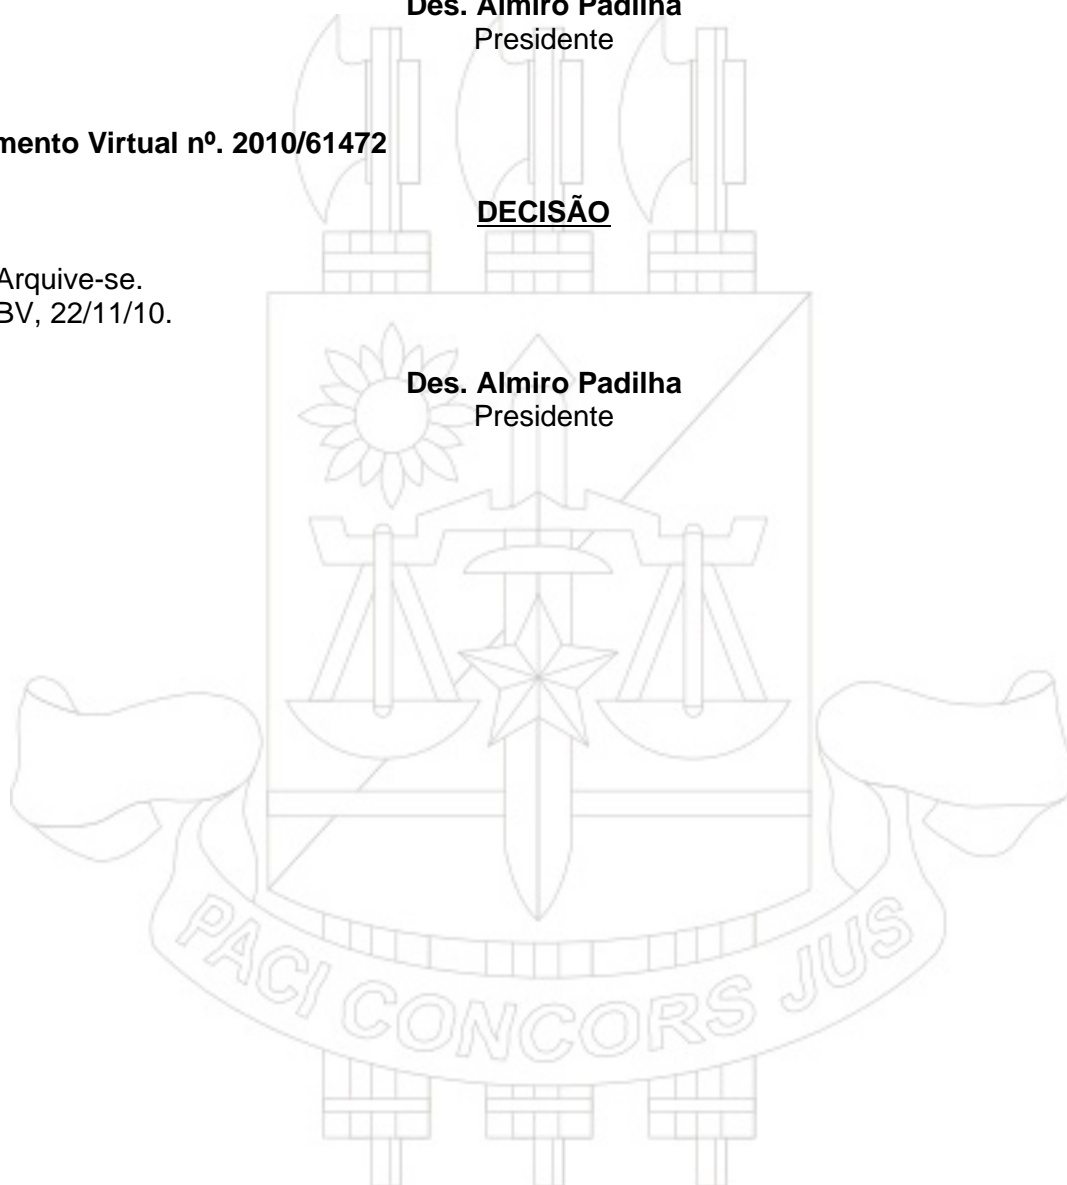 Des. Almiro Padilha
Presidente
mento Virtual nº. 2010/61472
DECISÃO
Arquive-se.
BV, 22/11/10.
Des. Almiro Padilha
Presidente
PACI CONCORS JUS